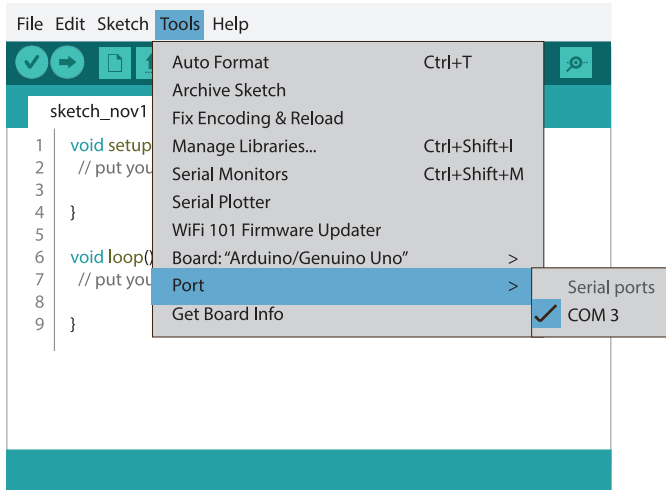 File Edit Sketch Tools Help
Auto Format Ctrl+T
Archive Sketch
Fix Encoding & Reload
sketch_nov1
Manage Libraries... Ctrl+Shift+I
Serial Monitors Ctrl+Shift+M
Serial Plotter
WiFi 101 Firmware Updater
Board: “Arduino/Genuino Uno” >
Port >
Get Board Info
Serial ports
COM 3
1 void setup
2 // put you
3
4 }
5
6 void loop()
7 // put you
8
9 }